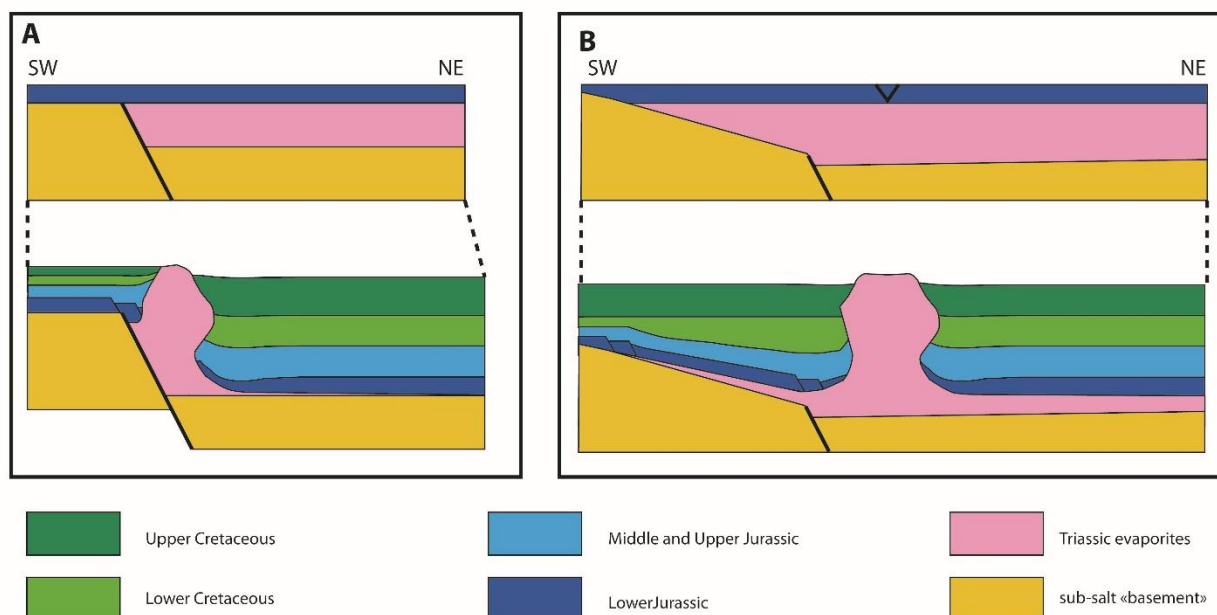 A
SW
NE
B
SW
NE
Upper Cretaceous
Middle and Upper Jurassic
Triassic evaporites
Lower Cretaceous
LowerJurassic
sub-salt «basement»